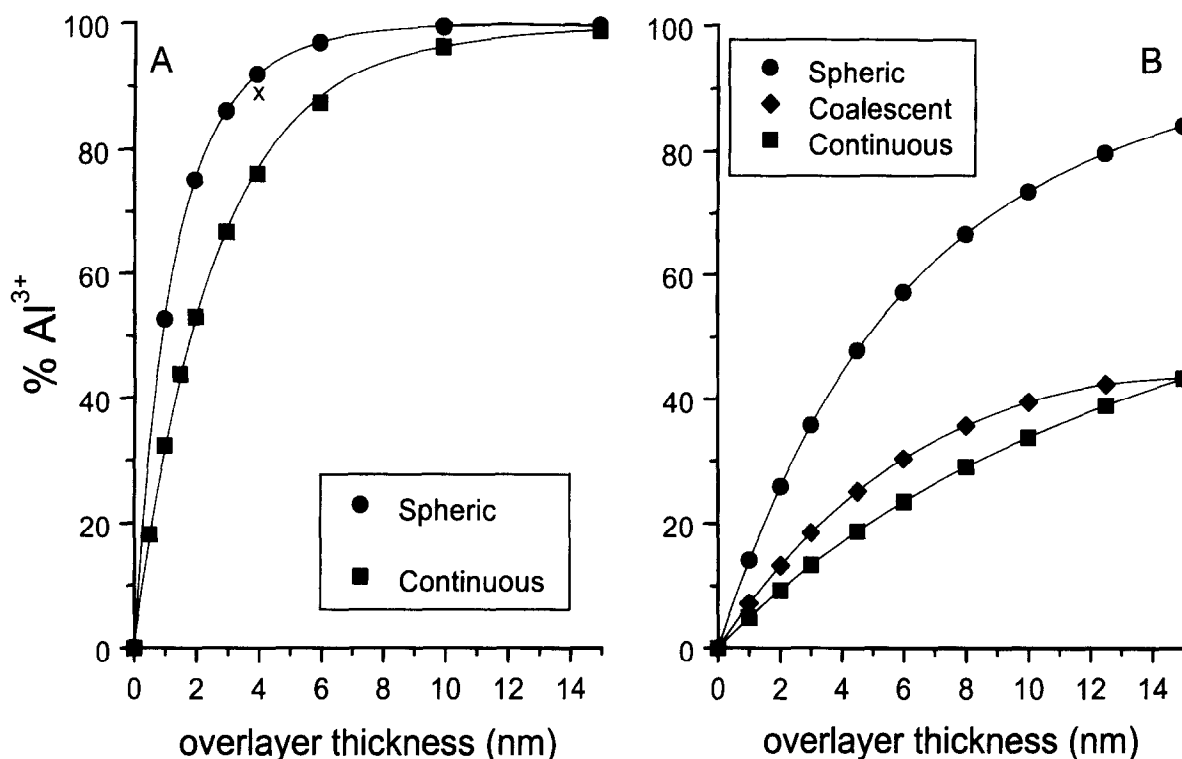 A
100
80
60
40
20
0
% Al³⁺
Spheric
Continuous
x
0 2 4 6 8 10 12 14
overlayer thickness (nm)
B
100
80
60
40
20
0
Spheric
Coalescent
Continuous
0 2 4 6 8 10 12 14
overlayer thickness (nm)